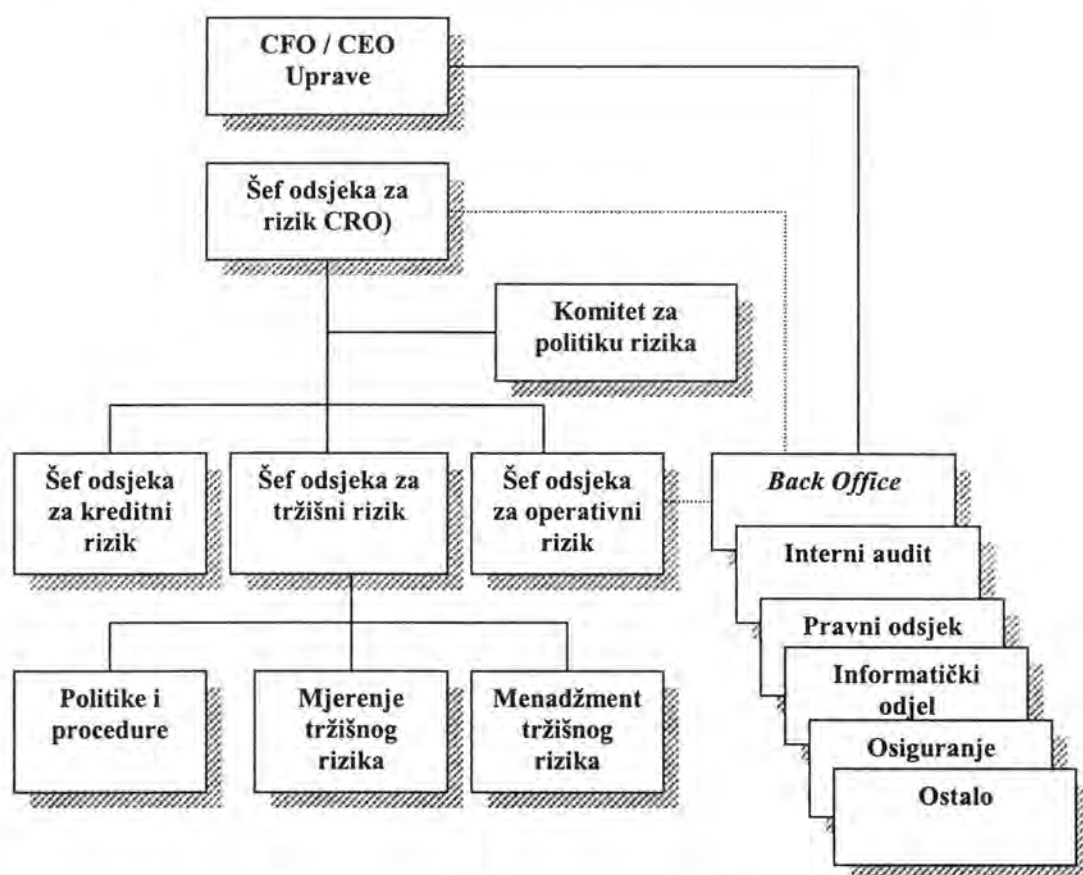 CFO / CEO
Uprave
Šef odsjeka za
rizik CRO)
Komitet za
politiku rizika
Šef odsjeka
za kreditni
rizik
Šef odsjeka za
tržišni rizik
Šef odsjeka
za operativni
rizik
Back Office
Interni audit
Pravni odsjek
Informatički
odjel
Osiguranje
Ostalo
Politike i
procedure
Mjerenje
tržišnog
rizika
Menadžment
tržišnog
rizika